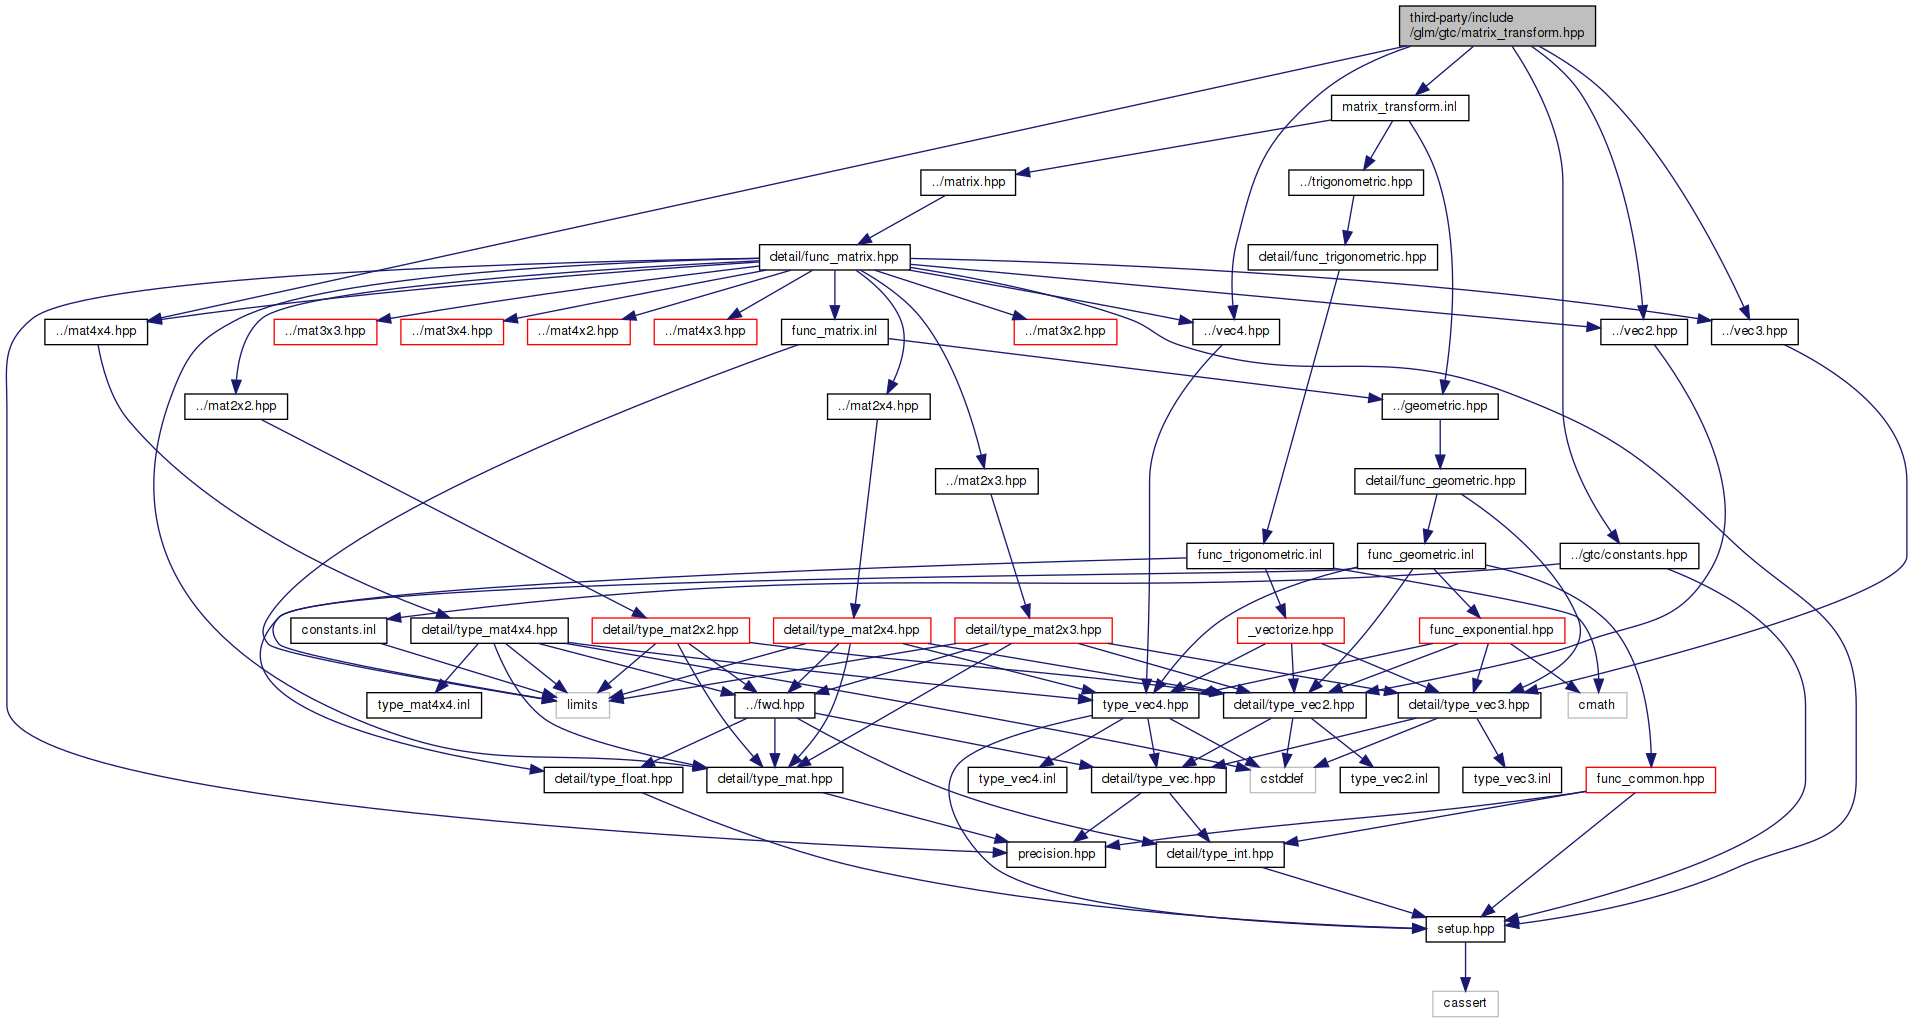 third-party/include
/glm/gtc/matrix_transform.hpp
matrix_transform.inl
../matrix.hpp
../trigonometric.hpp
detail/func_matrix.hpp
detail/func_trigonometric.hpp
../mat4x4.hpp
../mat3x3.hpp
../mat3x4.hpp
../mat4x2.hpp
../mat4x3.hpp
func_matrix.inl
../mat3x2.hpp
../vec4.hpp
../vec2.hpp
../vec3.hpp
../mat2x2.hpp
../mat2x4.hpp
../geometric.hpp
../mat2x3.hpp
detail/func_geometric.hpp
func_trigonometric.inl
func_geometric.inl
../gtc/constants.hpp
constants.inl
detail/type_mat4x4.hpp
detail/type_mat2x2.hpp
detail/type_mat2x4.hpp
detail/type_mat2x3.hpp
_vectorize.hpp
func_exponential.hpp
type_mat4x4.inl
limits
../fwd.hpp
type_vec4.hpp
detail/type_vec2.hpp
detail/type_vec3.hpp
cmath
detail/type_float.hpp
detail/type_mat.hpp
type_vec4.inl
detail/type_vec.hpp
cstddef
type_vec2.inl
type_vec3.inl
func_common.hpp
precision.hpp
detail/type_int.hpp
setup.hpp
cassert